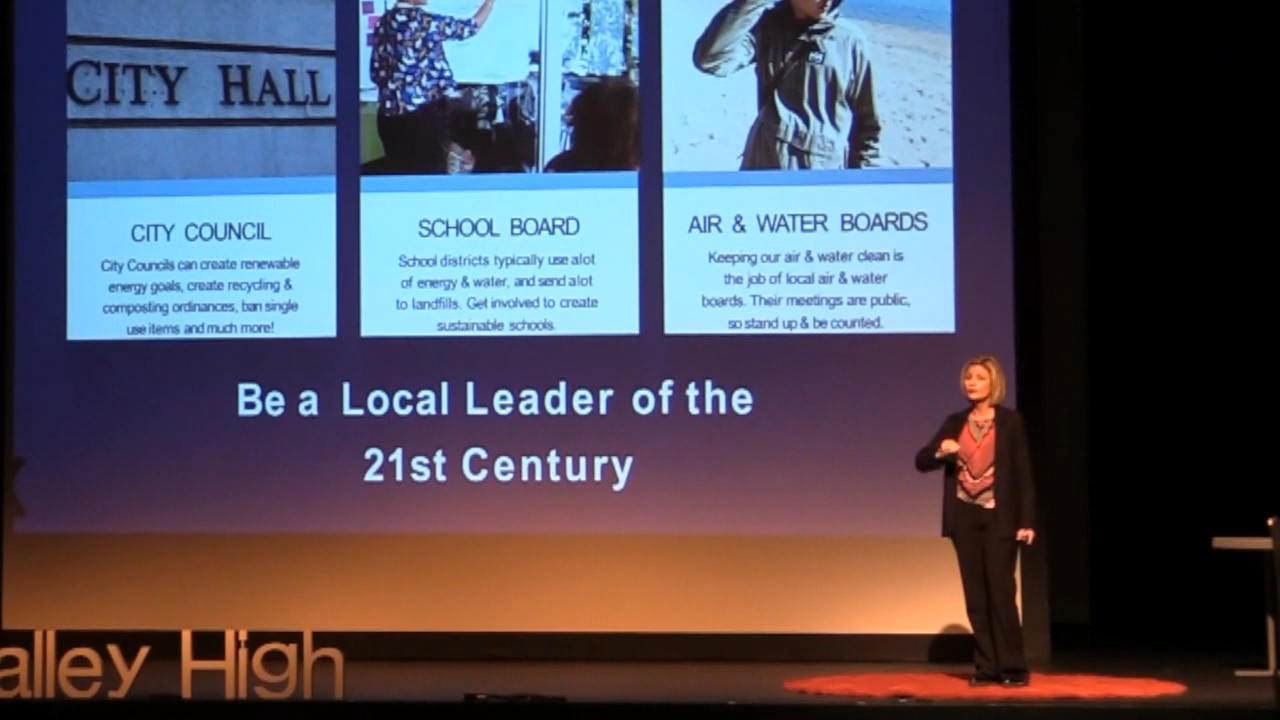 CITY HALL
CITY COUNCIL
City Councils can create renewable
energy goals, create recycling &
composting ordinances, ban single
use items and much more!
SCHOOL BOARD
School districts typically use alot
of energy & water, and send alot
to landfills. Get involved to create
sustainable schools.
AIR & WATER BOARDS
Keeping our air & water clean is
the job of local air & water
boards. Their meetings are public,
so stand up & be counted.
Be a Local Leader of the
21st Century
alley High